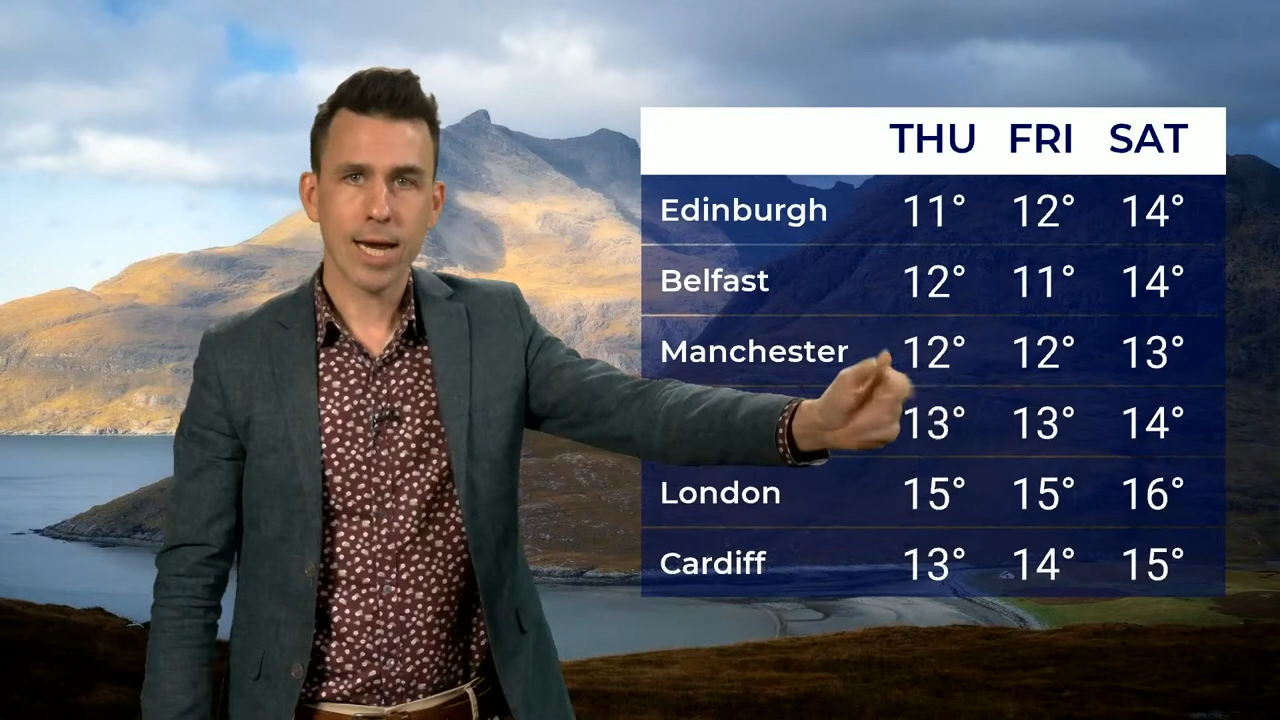 THU FRI SAT
Edinburgh 11° 12° 14°
Belfast 12° 11° 14°
Manchester 12° 12° 13°
13° 13° 14°
London 15° 15° 16°
Cardiff 13° 14° 15°